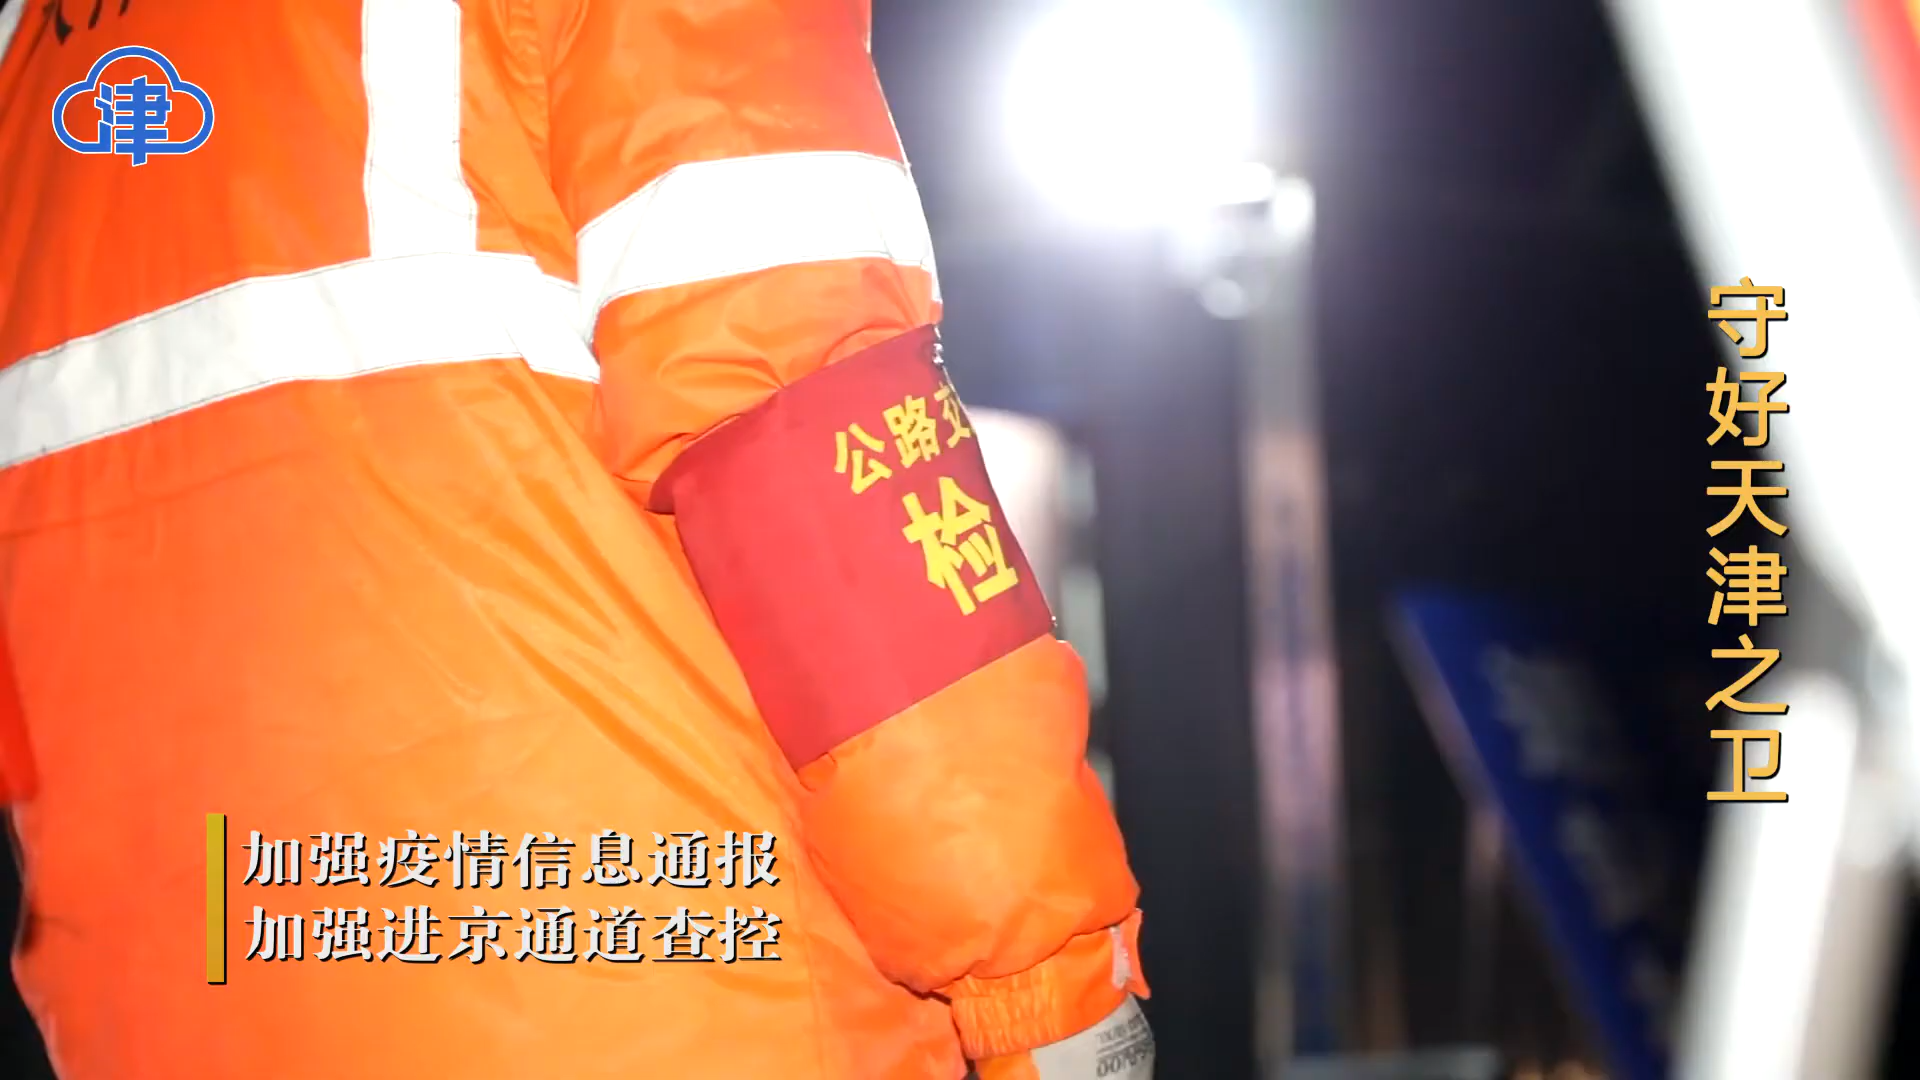 津
公路交
检
守好天津之卫
加强疫情信息通报
加强进京通道查控